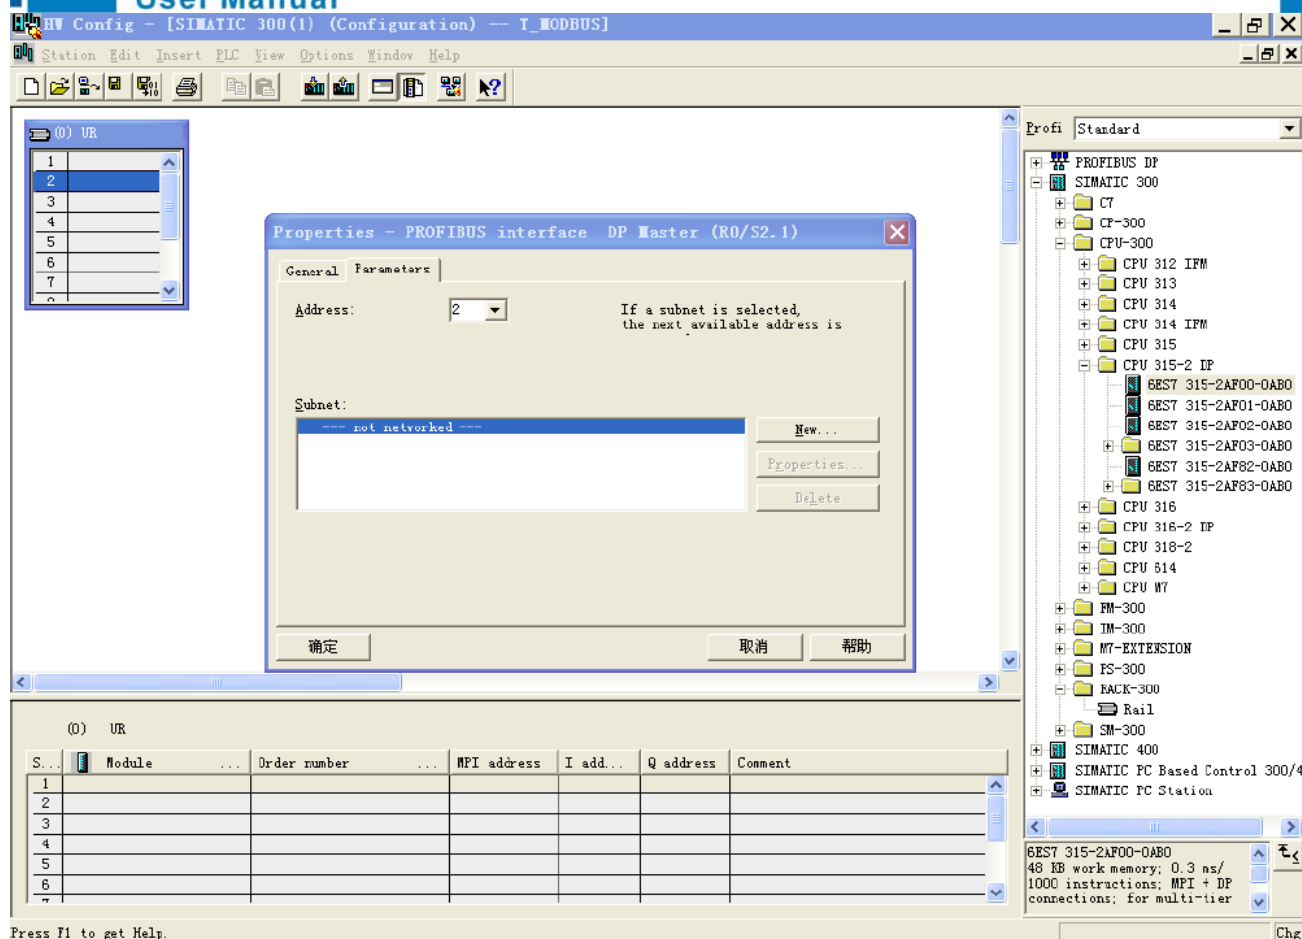 User Manual
HW Config - [SIMATIC 300(1) (Configuration) -- T_MODBUS]
Station Edit Insert PLC View Options Window Help
(0) UR
1
2
3
4
5
6
7
Properties - PROFIBUS interface DP Master (R0/S2.1)
General Parameters
Address: 2
If a subnet is selected,
the next available address is
Subnet:
--- not networked ---
New...
Properties...
Delete
确定 取消 帮助
Profi Standard
PROFIBUS DP
SIMATIC 300
C7
CP-300
CPU-300
CPU 312 IFM
CPU 313
CPU 314
CPU 314 IFM
CPU 315
CPU 315-2 DP
6ES7 315-2AF00-0AB0
6ES7 315-2AF01-0AB0
6ES7 315-2AF02-0AB0
6ES7 315-2AF03-0AB0
6ES7 315-2AF82-0AB0
6ES7 315-2AF83-0AB0
CPU 316
CPU 316-2 DP
CPU 318-2
CPU 614
CPU M7
FM-300
IM-300
M7-EXTENSION
PS-300
RACK-300
Rail
SM-300
SIMATIC 400
SIMATIC PC Based Control 300/4
SIMATIC PC Station
6ES7 315-2AF00-0AB0
48 KB work memory; 0.3 ms/
1000 instructions; MPI + DP
connections; for multi-tier
(0) UR
S... Module ... Order number ... MPI address I add... Q address Comment
1
2
3
4
5
6
7
Press F1 to get Help.
Chg